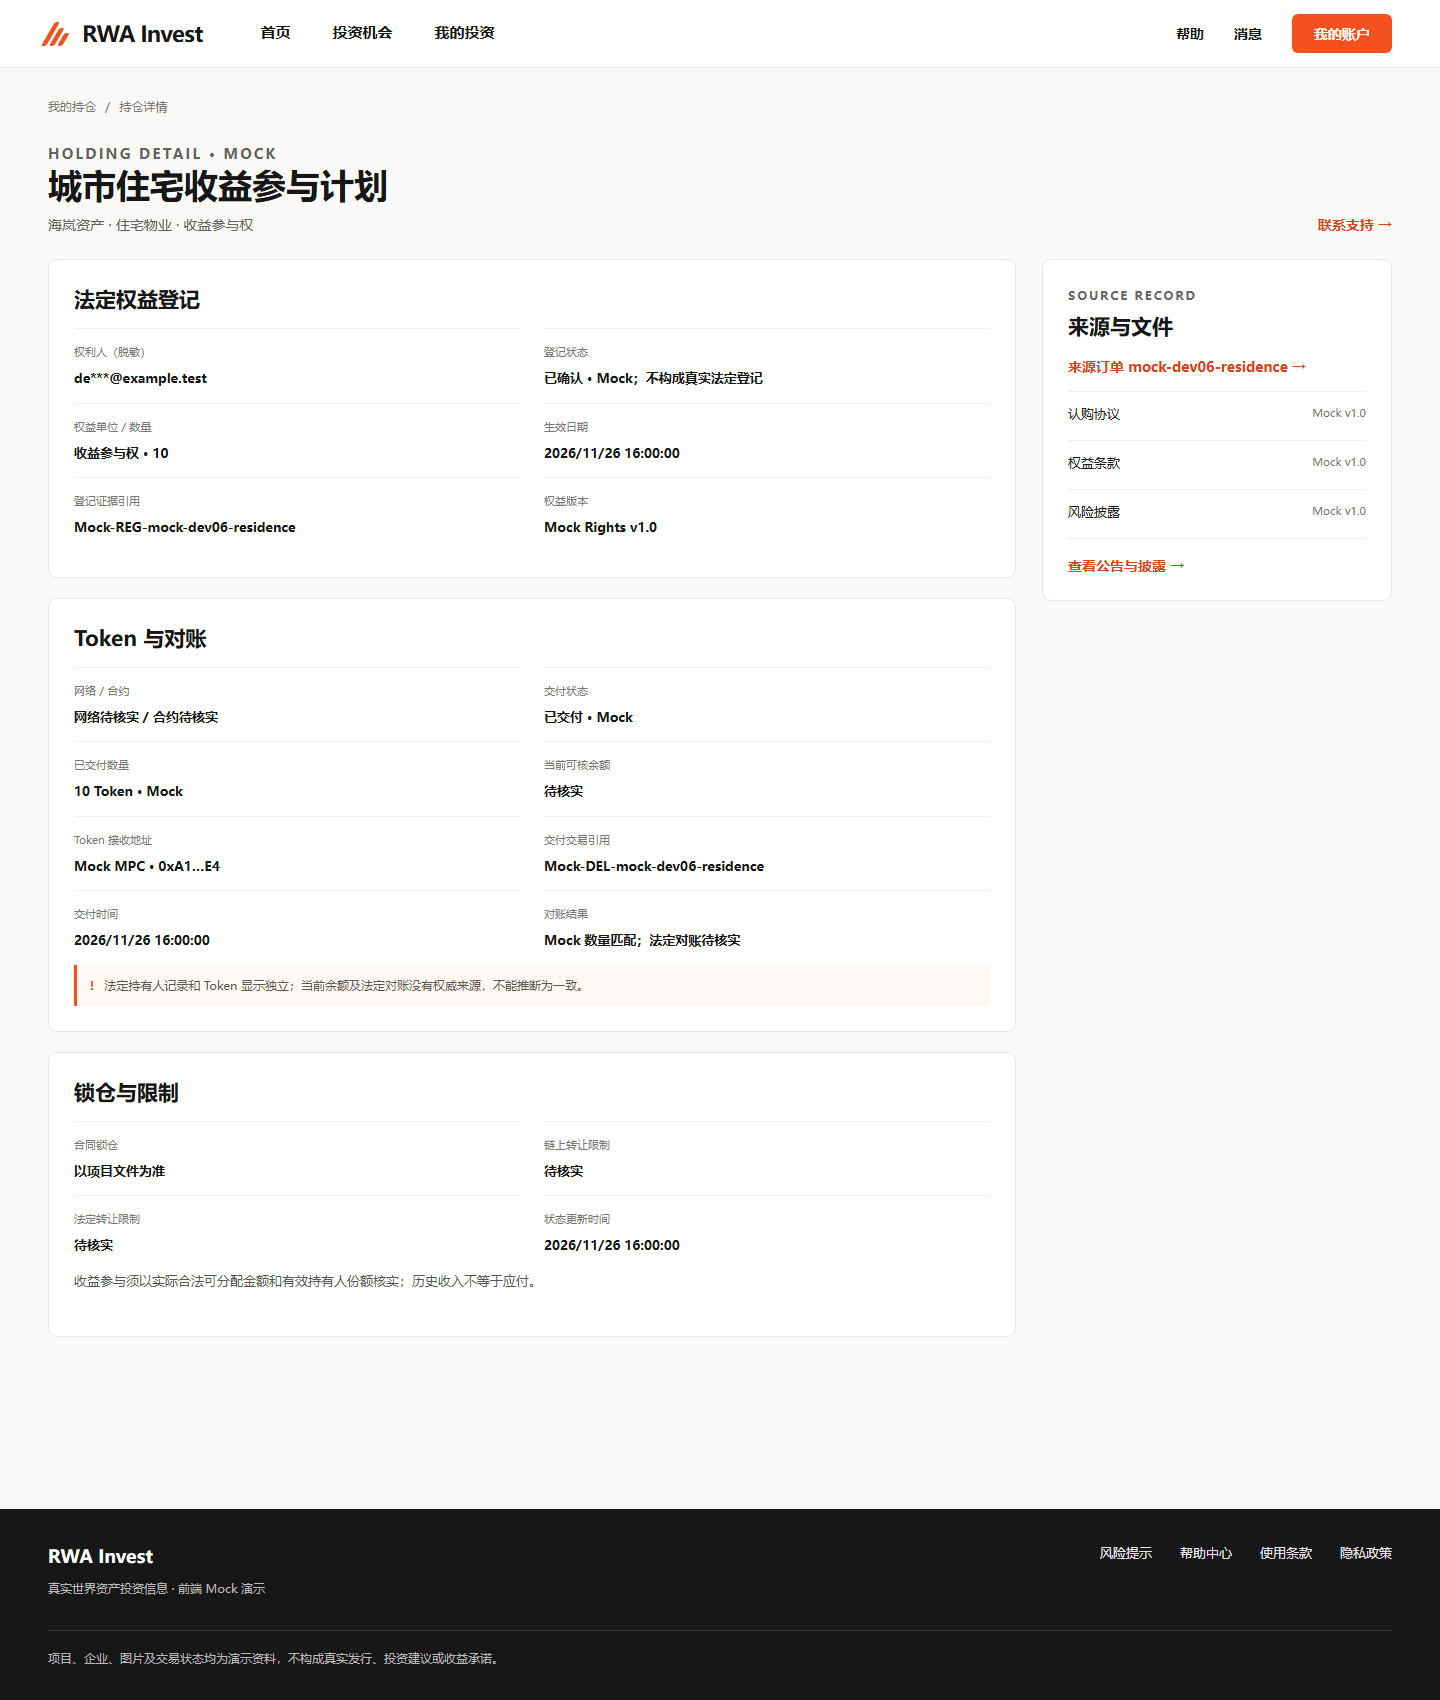 RWA Invest
首页
投资机会
我的投资
帮助
消息
我的账户
我的持仓 / 持仓详情
HOLDING DETAIL • MOCK
城市住宅收益参与计划
海岚资产 · 住宅物业 · 收益参与权
联系支持 →
法定权益登记
权利人（脱敏）
de***@example.test
登记状态
已确认 • Mock；不构成真实法定登记
权益单位 / 数量
收益参与权 • 10
生效日期
2026/11/26 16:00:00
登记证据引用
Mock-REG-mock-dev06-residence
权益版本
Mock Rights v1.0
SOURCE RECORD
来源与文件
来源订单 mock-dev06-residence →
认购协议
Mock v1.0
权益条款
Mock v1.0
风险披露
Mock v1.0
查看公告与披露 →
Token 与对账
网络 / 合约
网络待核实 / 合约待核实
交付状态
已交付 • Mock
已交付数量
10 Token • Mock
当前可核余额
待核实
Token 接收地址
Mock MPC • 0xA1...E4
交付交易引用
Mock-DEL-mock-dev06-residence
交付时间
2026/11/26 16:00:00
对账结果
Mock 数量匹配；法定对账待核实
! 法定持有人记录和 Token 显示独立；当前余额及法定对账没有权威来源，不能推断为一致。
锁仓与限制
合同锁仓
以项目文件为准
链上转让限制
待核实
法定转让限制
待核实
状态更新时间
2026/11/26 16:00:00
收益参与须以实际合法可分配金额和有效持有人份额核实；历史收入不等于应付。
RWA Invest
真实世界资产投资信息 · 前端 Mock 演示
风险提示
帮助中心
使用条款
隐私政策
项目、企业、图片及交易状态均为演示资料，不构成真实发行、投资建议或收益承诺。